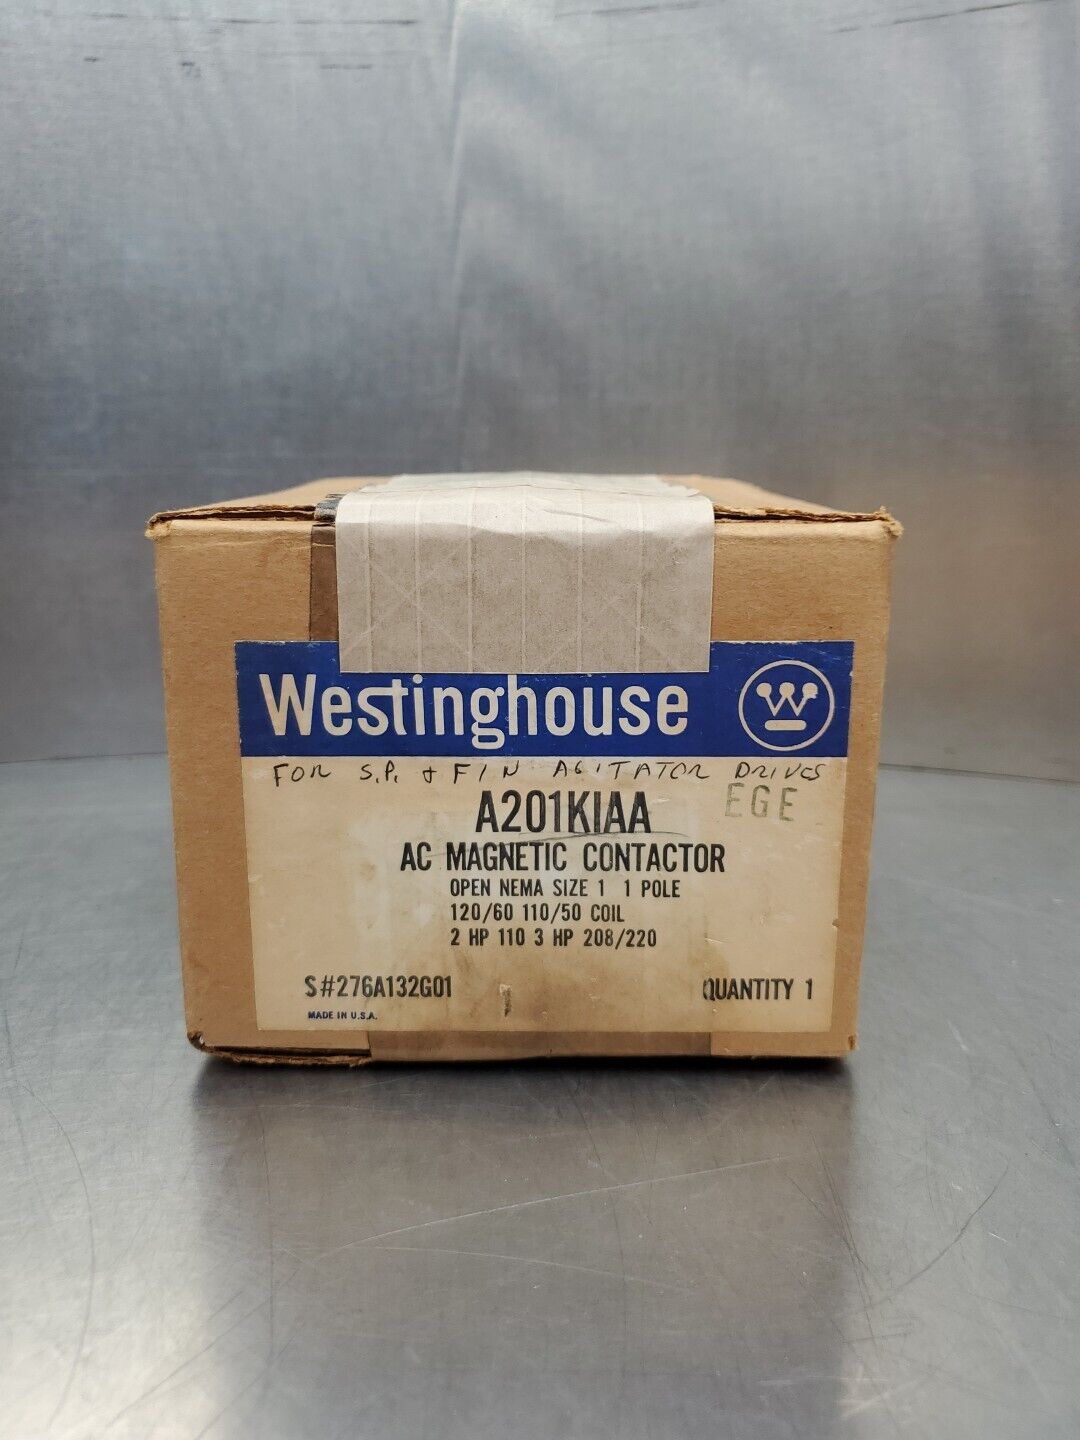 Westinghouse
FOR S.P. & F/N AGITATOR DRIVES
EGE
A201K1AA
AC MAGNETIC CONTACTOR
OPEN NEMA SIZE 1 1 POLE
120/60 110/50 COIL
2 HP 110 3 HP 208/220
S#276A132G01 QUANTITY 1
MADE IN U.S.A.